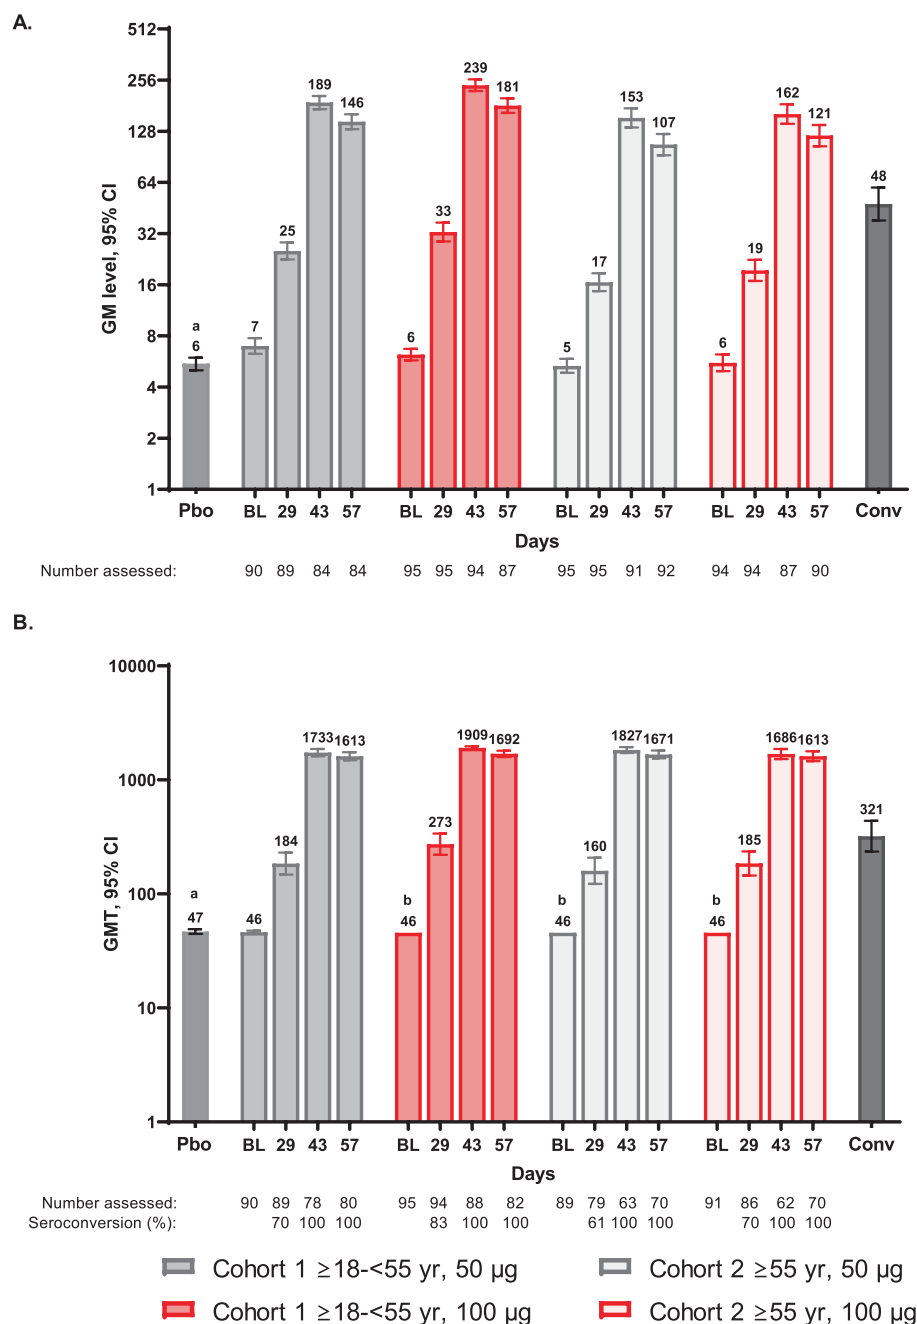 A.
512
256
128
64
32
16
8
4
2
1
GM level, 95% CI
a
6
7
25
189
146
6
33
239
181
5
17
153
107
6
19
162
121
48
Pbo BL 29 43 57 BL 29 43 57 BL 29 43 57 BL 29 43 57 Conv
Days
Number assessed: 90 89 84 84 95 95 94 87 95 95 91 92 94 94 87 90
B.
10000
1000
100
10
1
GMT, 95% CI
a
47
46
184
1733
1613
b
46
273
1909
1692
b
46
160
1827
1671
b
46
185
1686
1613
321
Pbo BL 29 43 57 BL 29 43 57 BL 29 43 57 BL 29 43 57 Conv
Days
Number assessed: 90 89 78 80 95 94 88 82 89 79 63 70 91 86 62 70
Seroconversion (%): 70 100 100 83 100 100 61 100 100 70 100 100
Cohort 1 ≥18-<55 yr, 50 μg
Cohort 2 ≥55 yr, 50 μg
Cohort 1 ≥18-<55 yr, 100 μg
Cohort 2 ≥55 yr, 100 μg